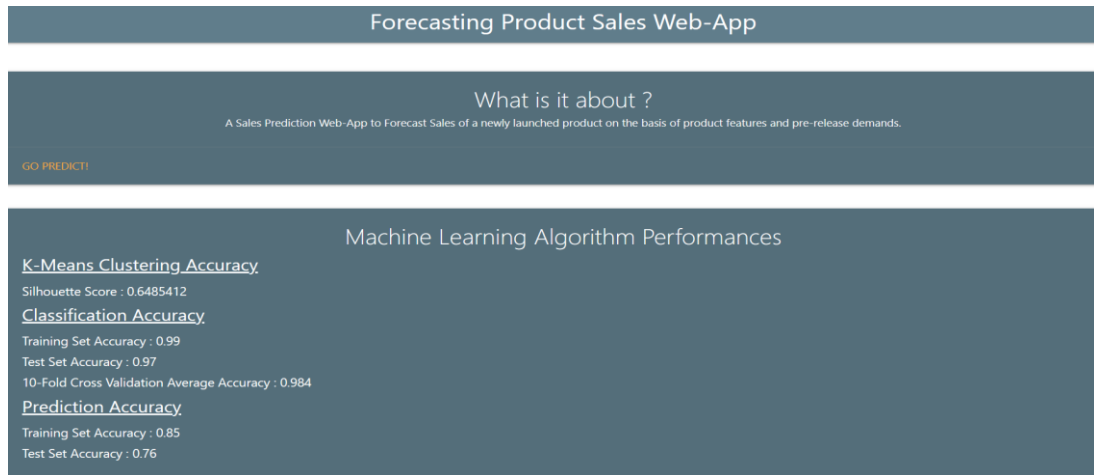 Forecasting Product Sales Web-App
What is it about ?
A Sales Prediction Web-App to Forecast Sales of a newly launched product on the basis of product features and pre-release demands.
GO PREDICT!
Machine Learning Algorithm Performances
K-Means Clustering Accuracy
Silhouette Score : 0.6485412
Classification Accuracy
Training Set Accuracy : 0.99
Test Set Accuracy : 0.97
10-Fold Cross Validation Average Accuracy : 0.984
Prediction Accuracy
Training Set Accuracy : 0.85
Test Set Accuracy : 0.76